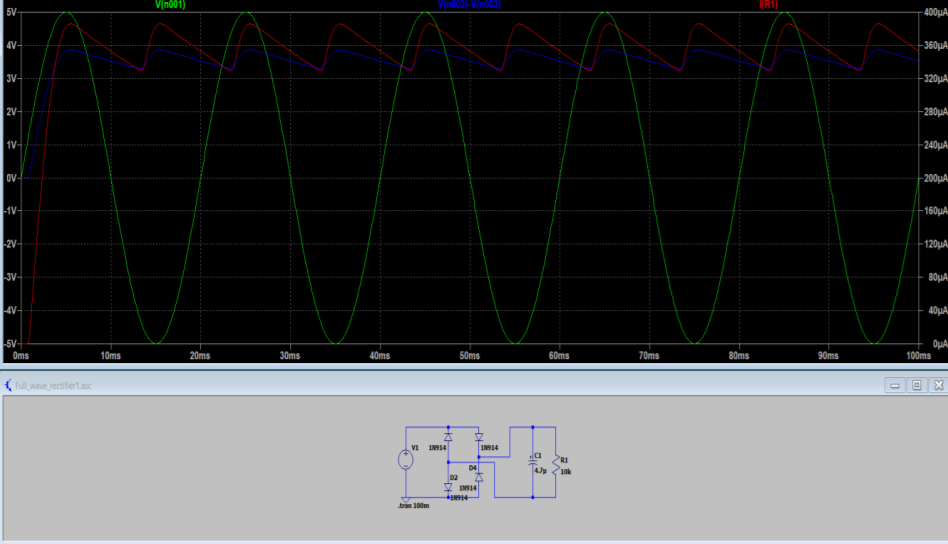 V(n001) V(n002)-V(n003) I(R1)
5V 400µA
4V 360µA
3V 320µA
2V 280µA
1V 240µA
0V 200µA
-1V 160µA
-2V 120µA
-3V 80µA
-4V 40µA
-5V 0µA
0ms 10ms 20ms 30ms 40ms 50ms 60ms 70ms 80ms 90ms 100ms
Full_wave_rectifier1.asc
V1 1N914 1N914
C1 R1
D4
4.7µ 10k
D2
1N914
1N914
.tran 100m